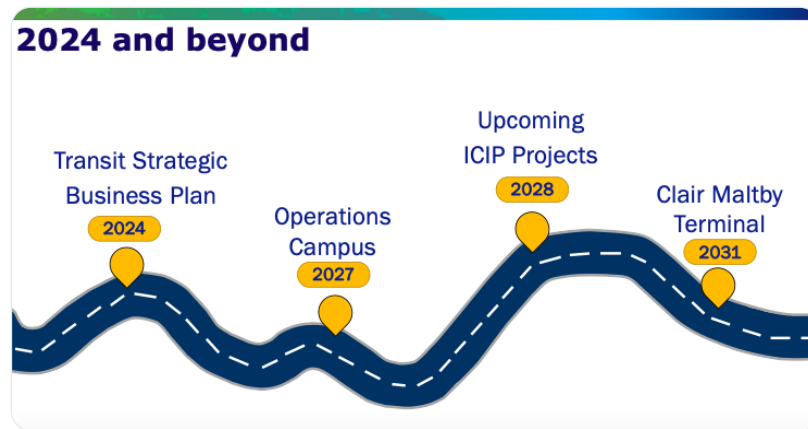 2024 and beyond
Transit Strategic
Business Plan
2024
Operations
Campus
2027
Upcoming
ICIP Projects
2028
Clair Maltby
Terminal
2031